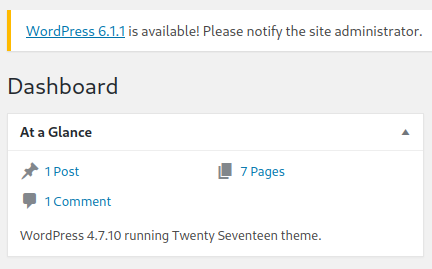 WordPress 6.1.1 is available! Please notify the site administrator.
Dashboard
At a Glance
1 Post
7 Pages
1 Comment
WordPress 4.7.10 running Twenty Seventeen theme.